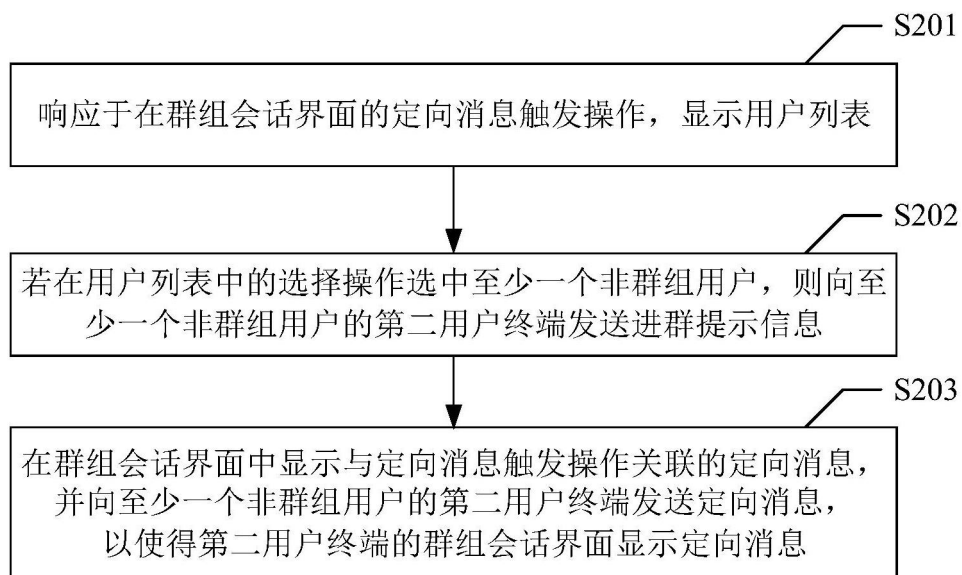 S201
响应于在群组会话界面的定向消息触发操作，显示用户列表
S202
若在用户列表中的选择操作选中至少一个非群组用户，则向至
少一个非群组用户的第二用户终端发送进群提示信息
S203
在群组会话界面中显示与定向消息触发操作关联的定向消息，
并向至少一个非群组用户的第二用户终端发送定向消息，
以使得第二用户终端的群组会话界面显示定向消息